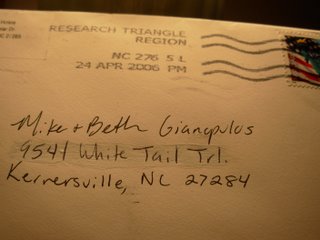 RESEARCH TRIANGLE
REGION
NC 276 5 L
24 APR 2006 PM
Mike + Beth Gianopulos
9541 White Tail Trl.
Kernersville, NC 27284